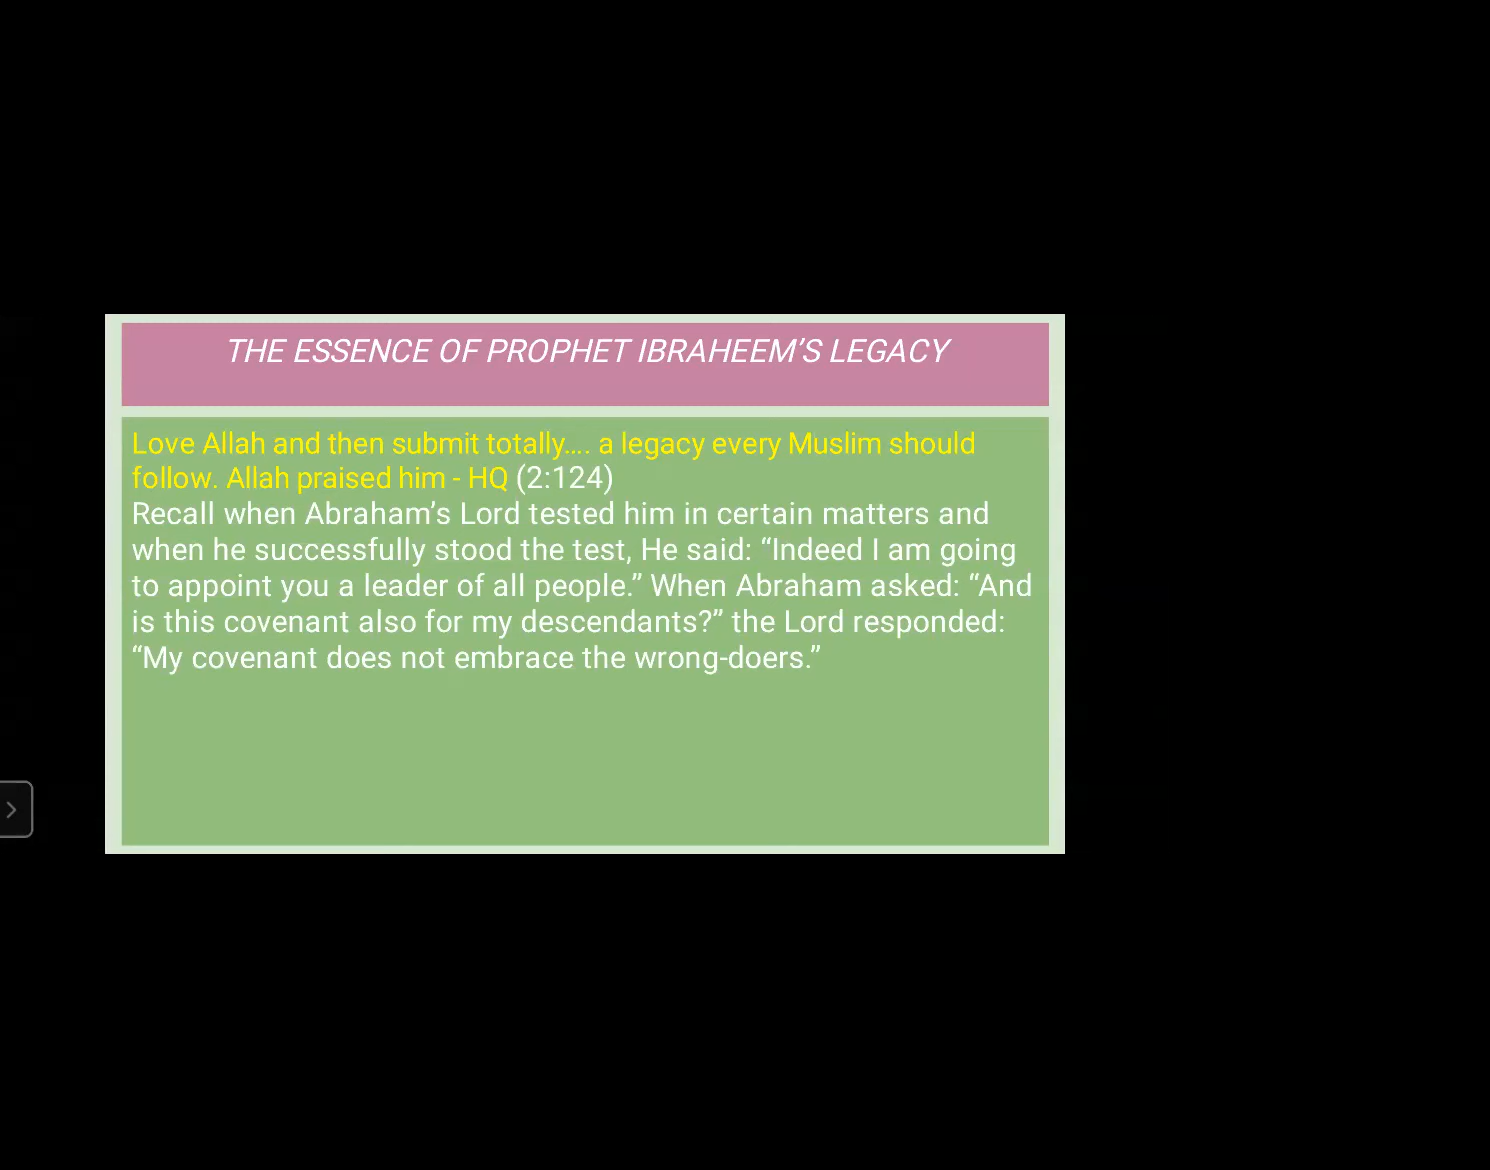 THE ESSENCE OF PROPHET IBRAHEEM’S LEGACY
Love Allah and then submit totally.... a legacy every Muslim should
follow. Allah praised him - HQ (2:124)
Recall when Abraham’s Lord tested him in certain matters and
when he successfully stood the test, He said: “Indeed I am going
to appoint you a leader of all people.” When Abraham asked: “And
is this covenant also for my descendants?” the Lord responded:
“My covenant does not embrace the wrong-doers.”